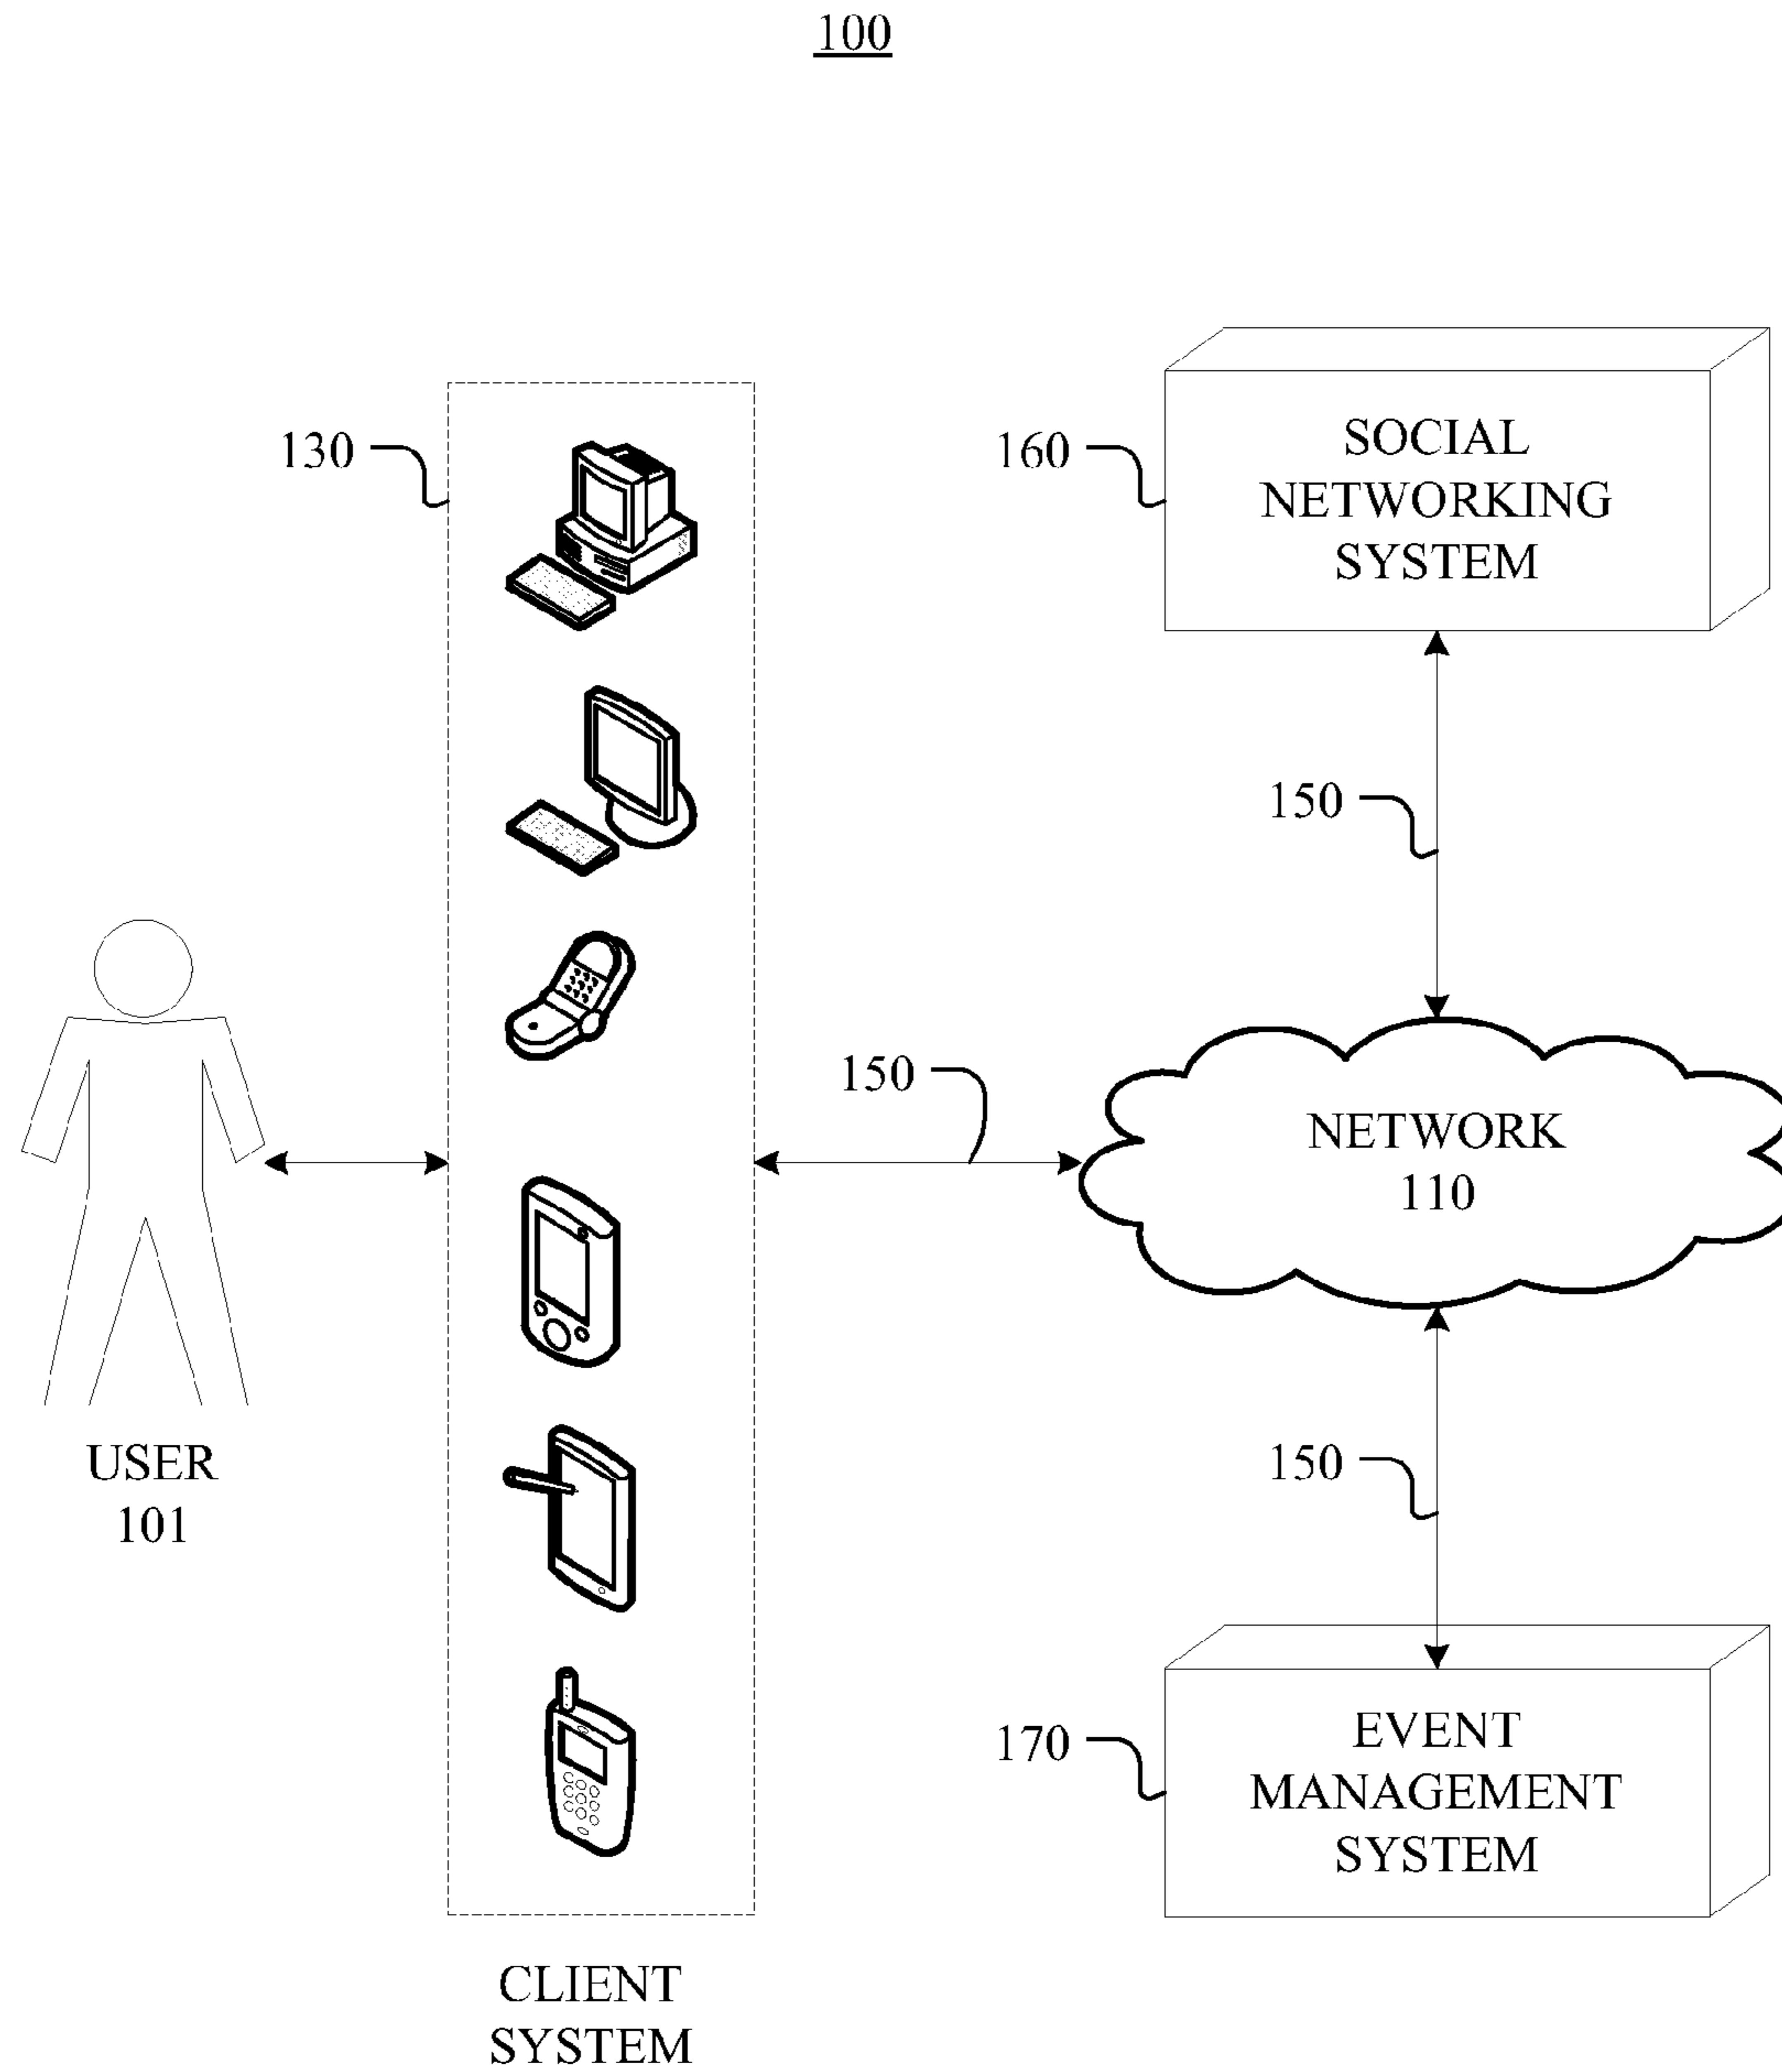 100
130
160
SOCIAL
NETWORKING
SYSTEM
150
150
NETWORK
110
USER
101
150
170
EVENT
MANAGEMENT
SYSTEM
CLIENT
SYSTEM